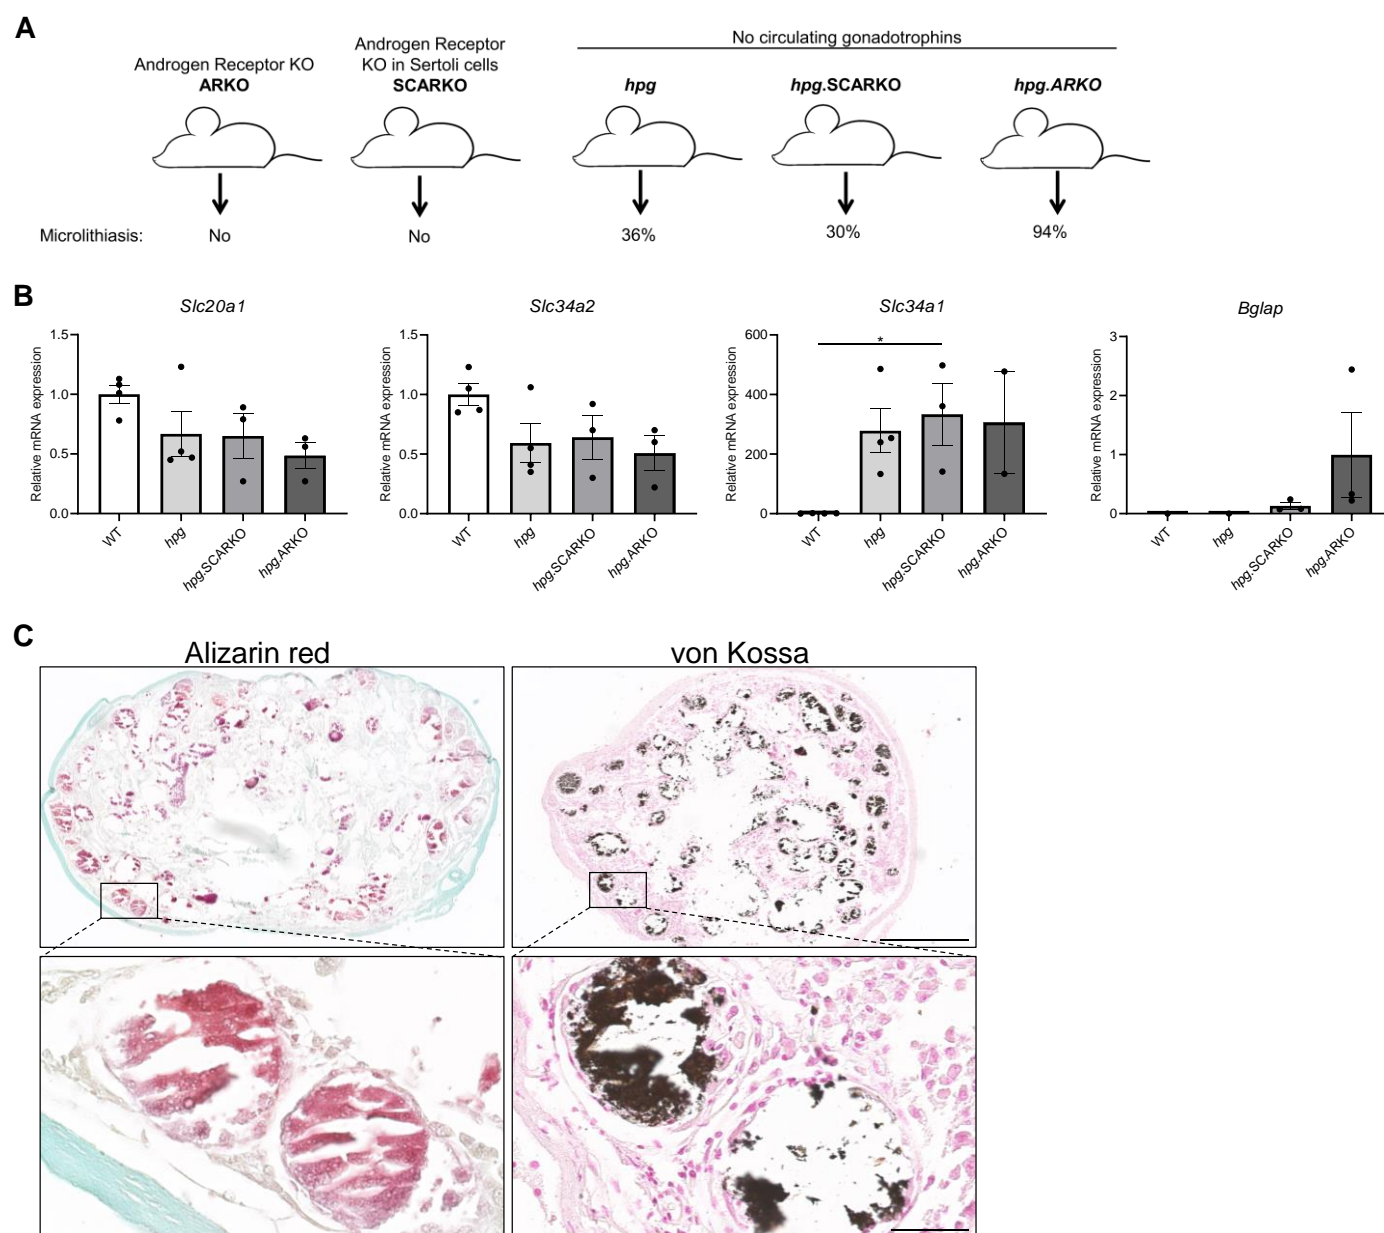 A
Androgen Receptor KO
ARKO
Androgen Receptor
KO in Sertoli cells
SCARKO
No circulating gonadotrophins
hpg
hpg.SCARKO
hpg.ARKO
Microlithiasis:
No
No
36%
30%
94%
B
Slc20a1
Relative mRNA expression
1.5
1.0
0.5
0.0
WT
hpg
hpg.SCARKO
hpg.ARKO
Slc34a2
Relative mRNA expression
1.5
1.0
0.5
0.0
WT
hpg
hpg.SCARKO
hpg.ARKO
Slc34a1
Relative mRNA expression
600
400
200
0
*
WT
hpg
hpg.SCARKO
hpg.ARKO
Bglap
Relative mRNA expression
3
2
1
0
WT
hpg
hpg.SCARKO
hpg.ARKO
C
Alizarin red
von Kossa